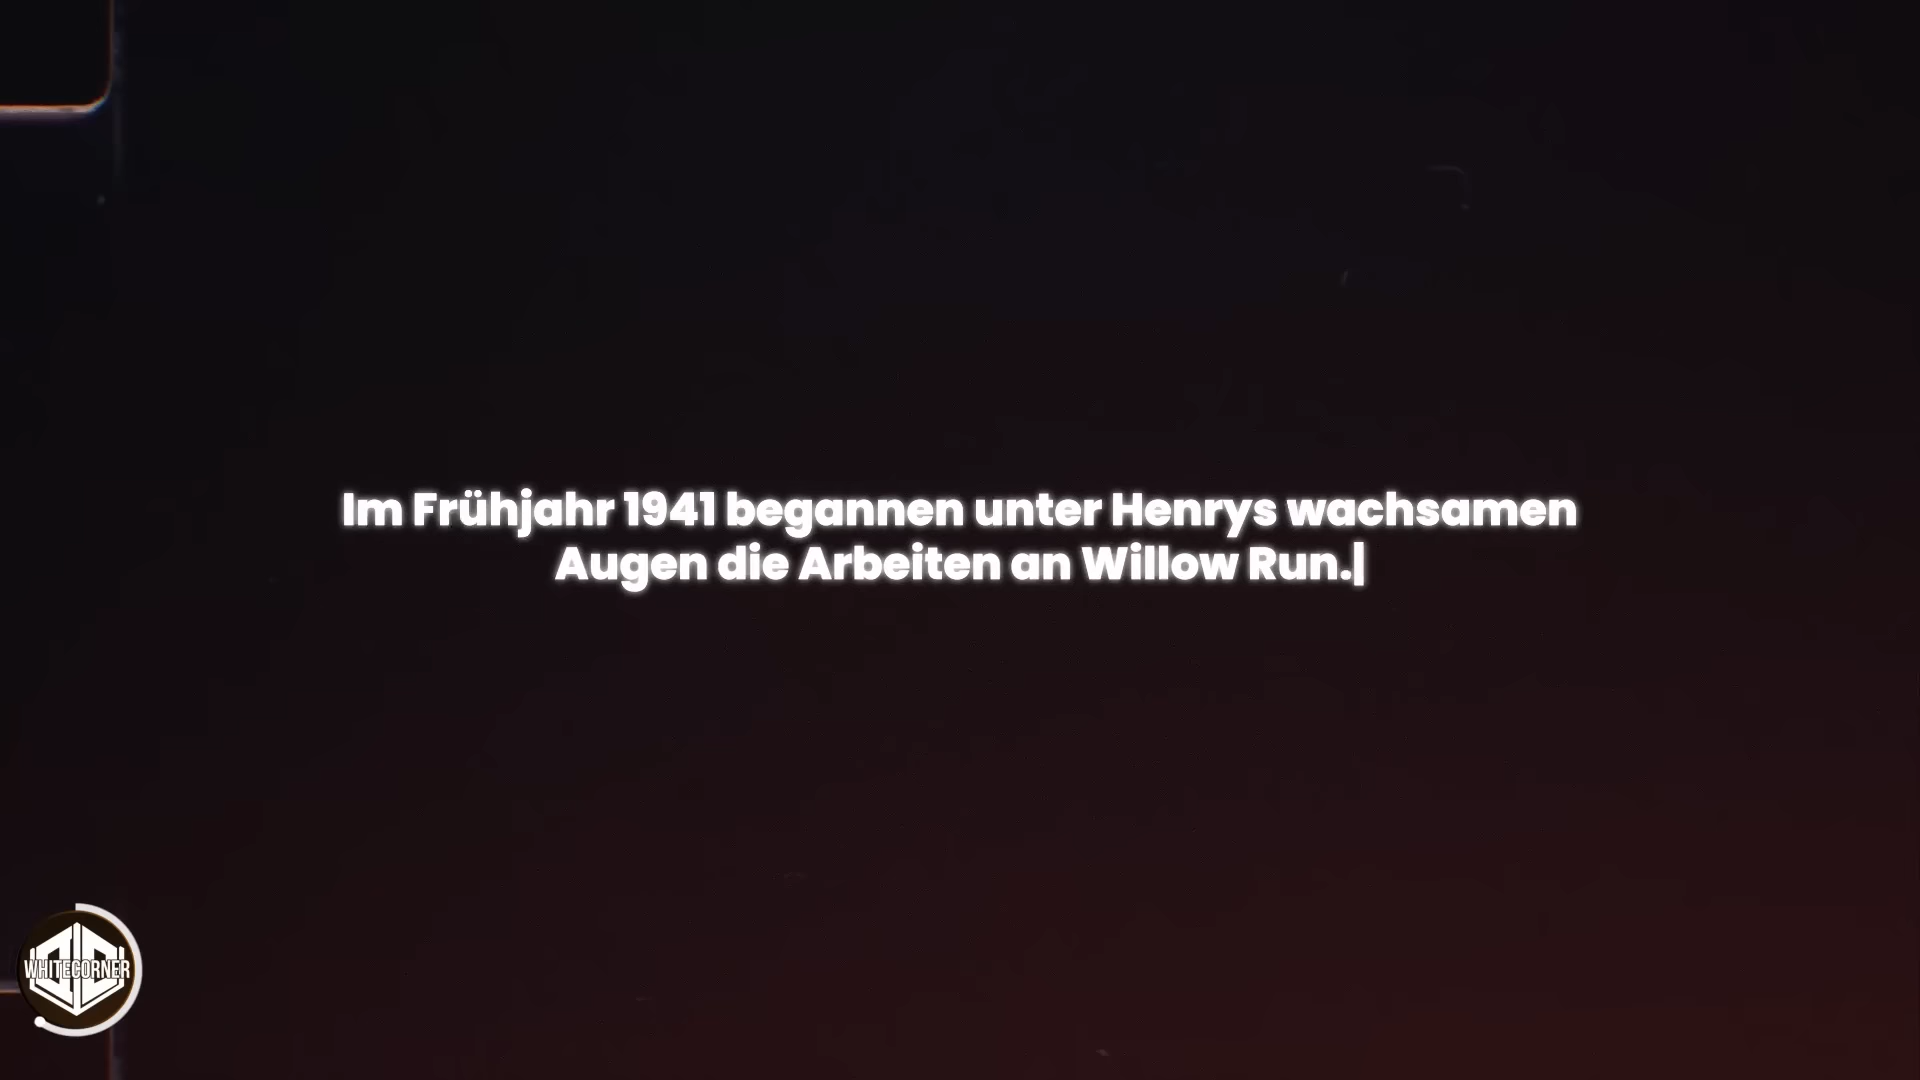 Im Frühjahr 1941 begannen unter Henrys wachsamen
Augen die Arbeiten an Willow Run.|
WHITECORNER